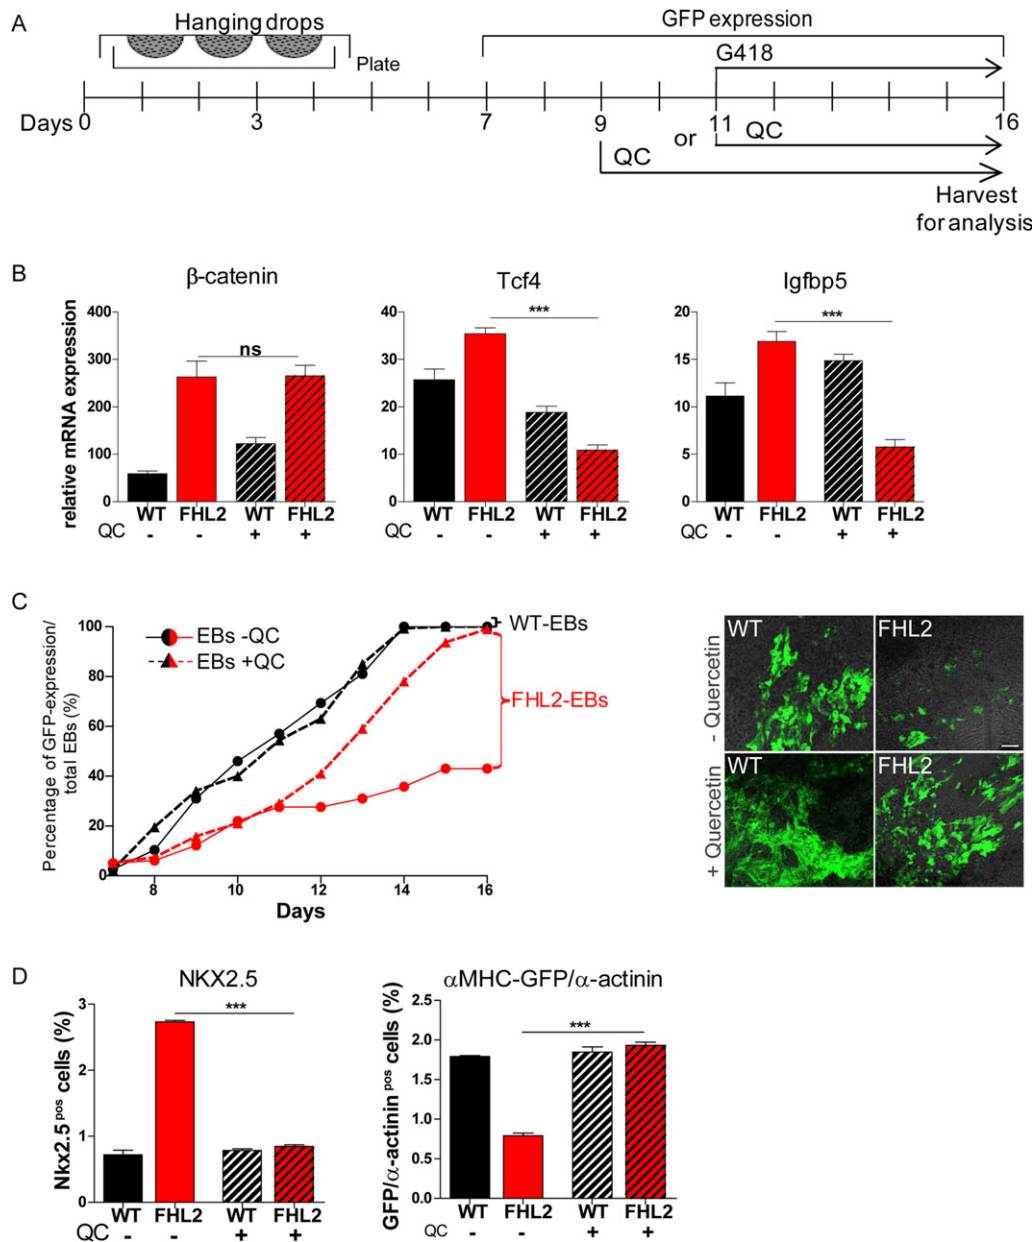 A
Hanging drops
GFP expression
G418
Plate
Days 0 3 7 9 or 11 16
QC
QC
Harvest
for analysis
B
β-catenin
Tcf4
Igfbp5
relative mRNA expression
400
300
200
100
0
ns
WT FHL2 WT FHL2
QC - - + +
40
30
20
10
0
***
WT FHL2 WT FHL2
QC - - + +
20
15
10
5
0
***
WT FHL2 WT FHL2
QC - - + +
C
Percentage of GFP-expression/
total EBs (%)
100
80
60
40
20
0
EBs -QC
EBs +QC
WT-EBs
FHL2-EBs
8 10 12 14 16
Days
- Quercetin
WT
FHL2
+ Quercetin
WT
FHL2
D
NKX2.5
αMHC-GFP/α-actinin
Nkx2.5pos cells (%)
3
2
1
0
***
WT FHL2 WT FHL2
QC - - + +
GFP/α-actininpos cells (%)
2.5
2.0
1.5
1.0
0.5
0.0
***
WT FHL2 WT FHL2
QC - - + +